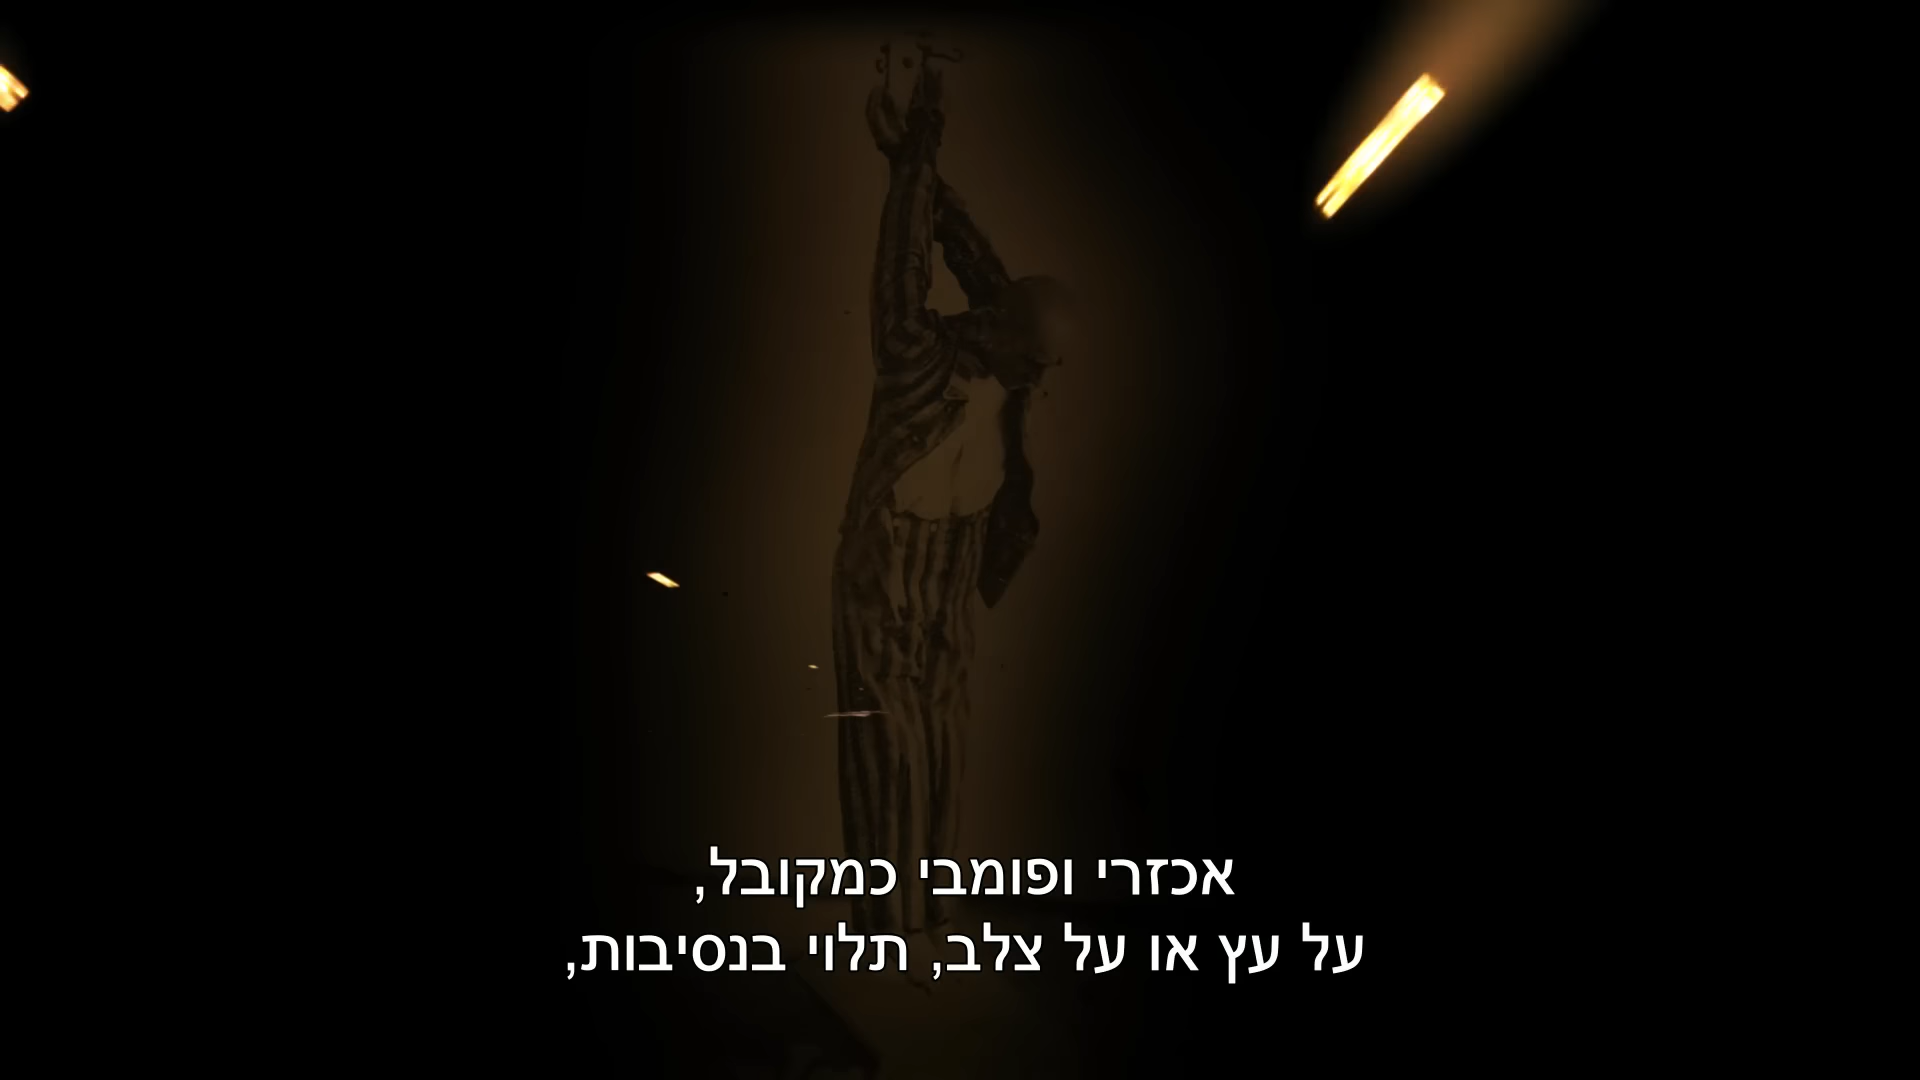 אכזרי ופומבי כמקובל,
על עץ או על צלב, תלוי בנסיבות,